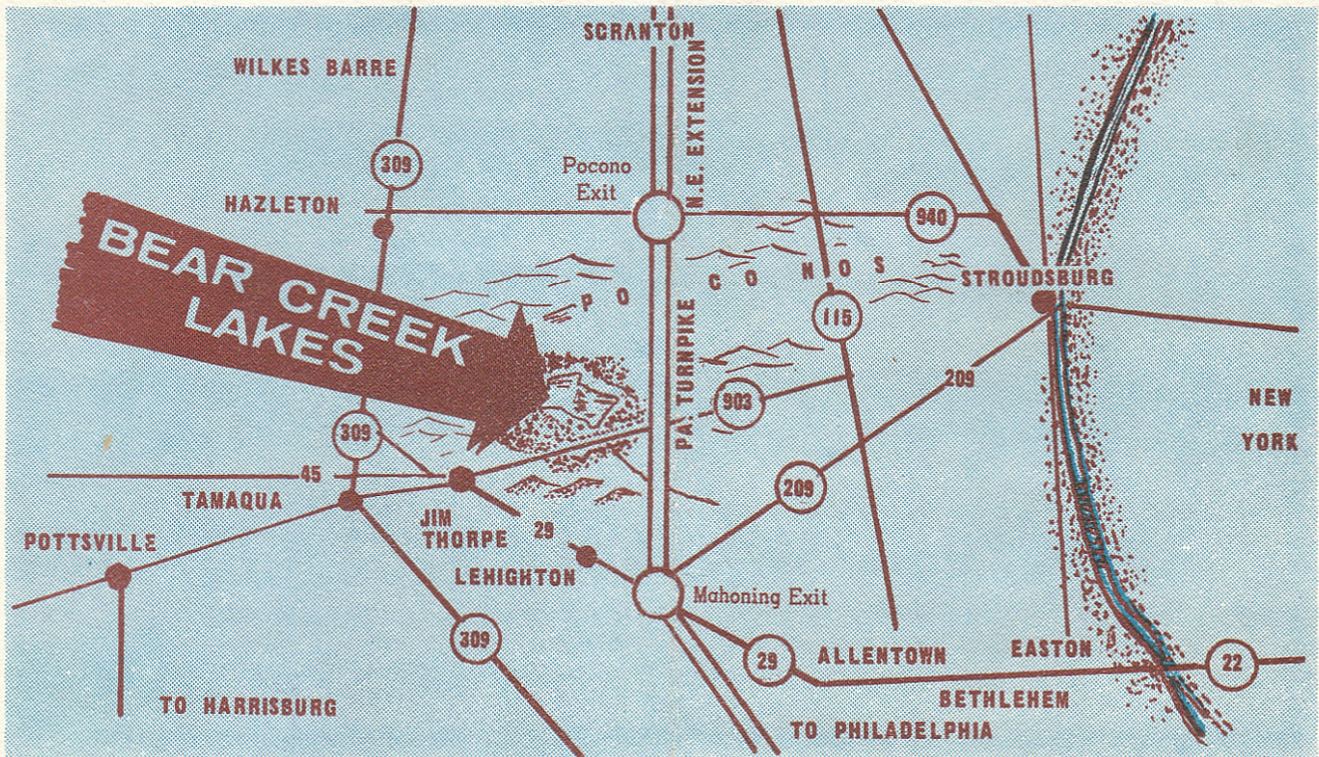 SCRANTON
WILKES BARRE
N.E. EXTENSION
309
Pocono
Exit
HAZLETON
940
BEAR CREEK
LAKES
POCONOS
STROUDSBURG
115
PA. TURNPIKE
209
903
NEW
YORK
309
45
209
TAMAQUA
JIM
THORPE
29
POTTSVILLE
LEHIGHTON
Mahoning Exit
309
29
ALLENTOWN
EASTON
22
BETHLEHEM
TO HARRISBURG
TO PHILADELPHIA